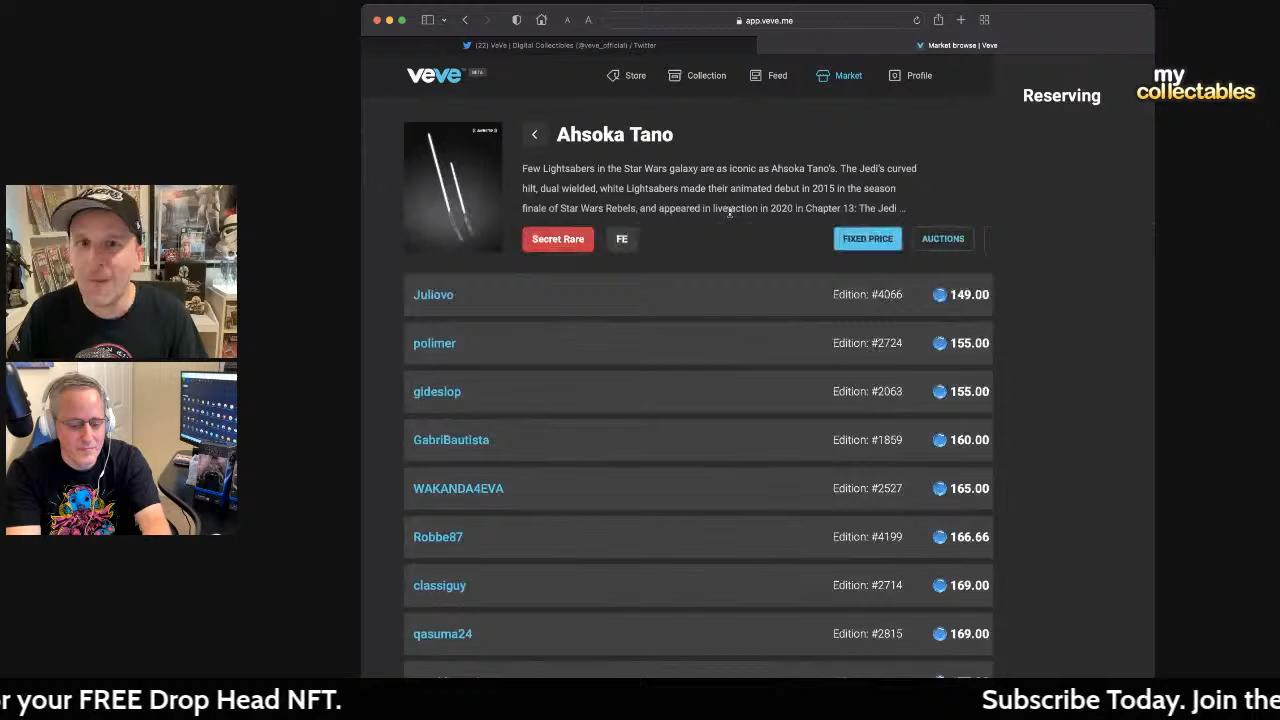 app.veve.me
(22) VeVe | Digital Collectibles (@veve_official) / Twitter
Market browse | Veve
veve BETA
Store
Collection
Feed
Market
Profile
Reserving
my
collectables
Ahsoka Tano
Few Lightsabers in the Star Wars galaxy are as iconic as Ahsoka Tano's. The Jedi's curved
hilt, dual wielded, white Lightsabers made their animated debut in 2015 in the season
finale of Star Wars Rebels, and appeared in live-action in 2020 in Chapter 13: The Jedi ...
Secret Rare
FE
FIXED PRICE
AUCTIONS
Juliovo Edition: #4066 149.00
polimer Edition: #2724 155.00
gideslop Edition: #2063 155.00
GabriBautista Edition: #1859 160.00
WAKANDA4EVA Edition: #2527 165.00
Robbe87 Edition: #4199 166.66
classiguy Edition: #2714 169.00
qasuma24 Edition: #2815 169.00
or your FREE Drop Head NFT.
Subscribe Today. Join the